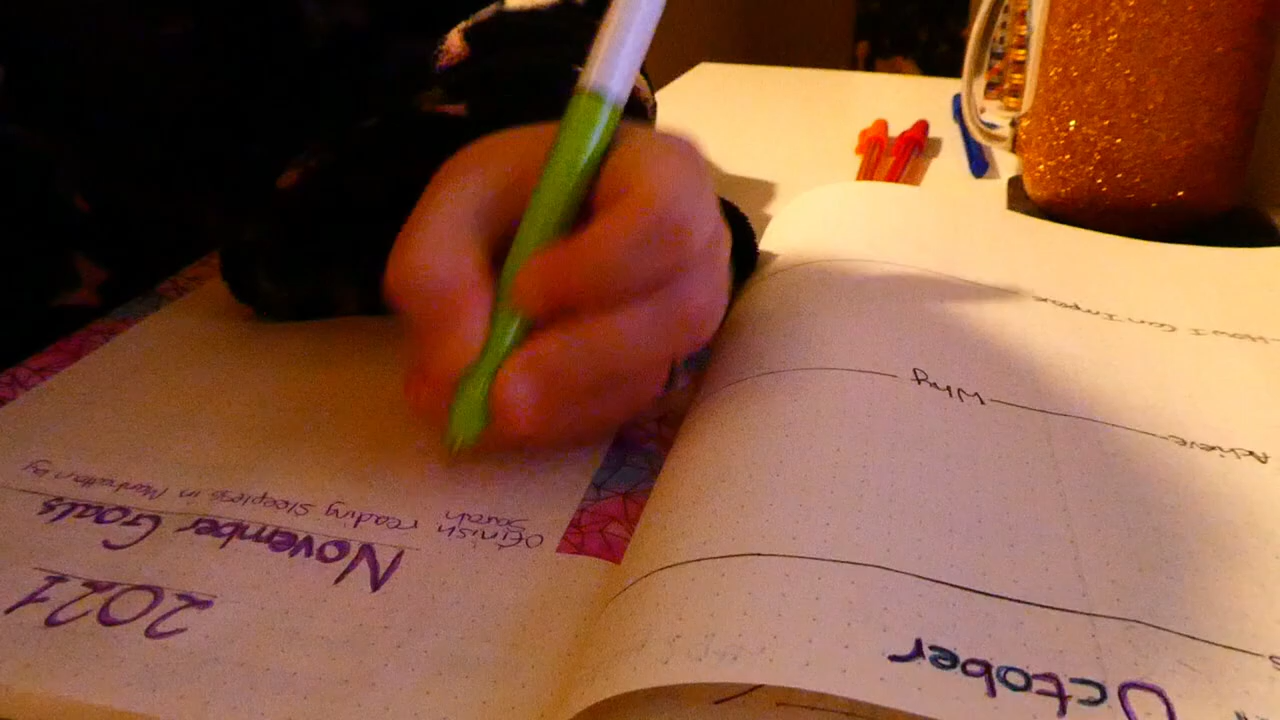 2021
November Goals
finish reading Sleepless in Manhattan by
Sarah
October
Achieve
Why
How I Can Improve